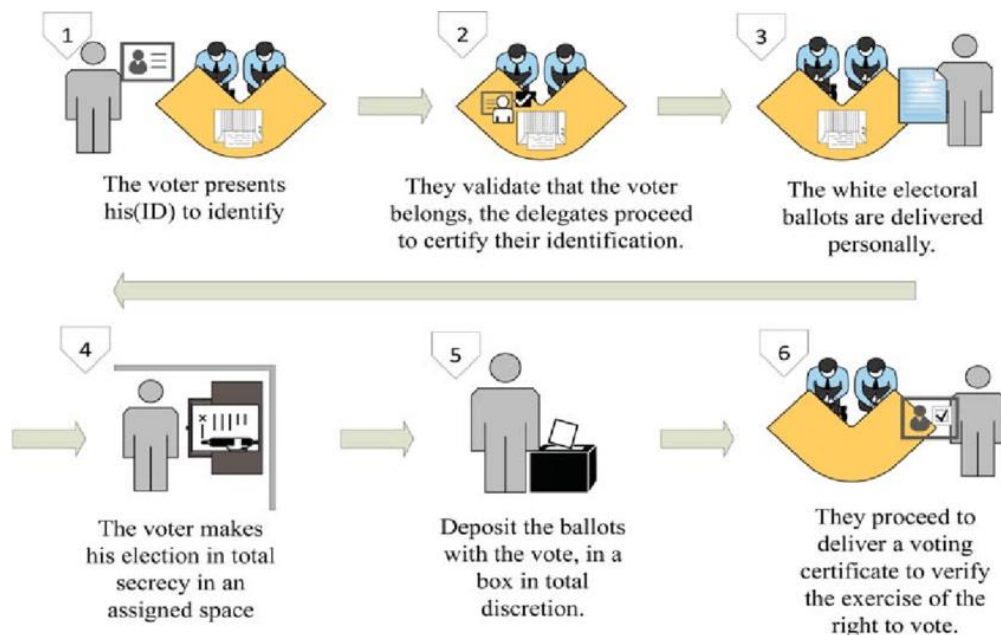 1
The voter presents
his(ID) to identify
2
They validate that the voter
belongs, the delegates proceed
to certify their identification.
3
The white electoral
ballots are delivered
personally.
4
The voter makes
his election in total
secrecy in an
assigned space
5
Deposit the ballots
with the vote, in a
box in total
discretion.
6
They proceed to
deliver a voting
certificate to verify
the exercise of the
right to vote.